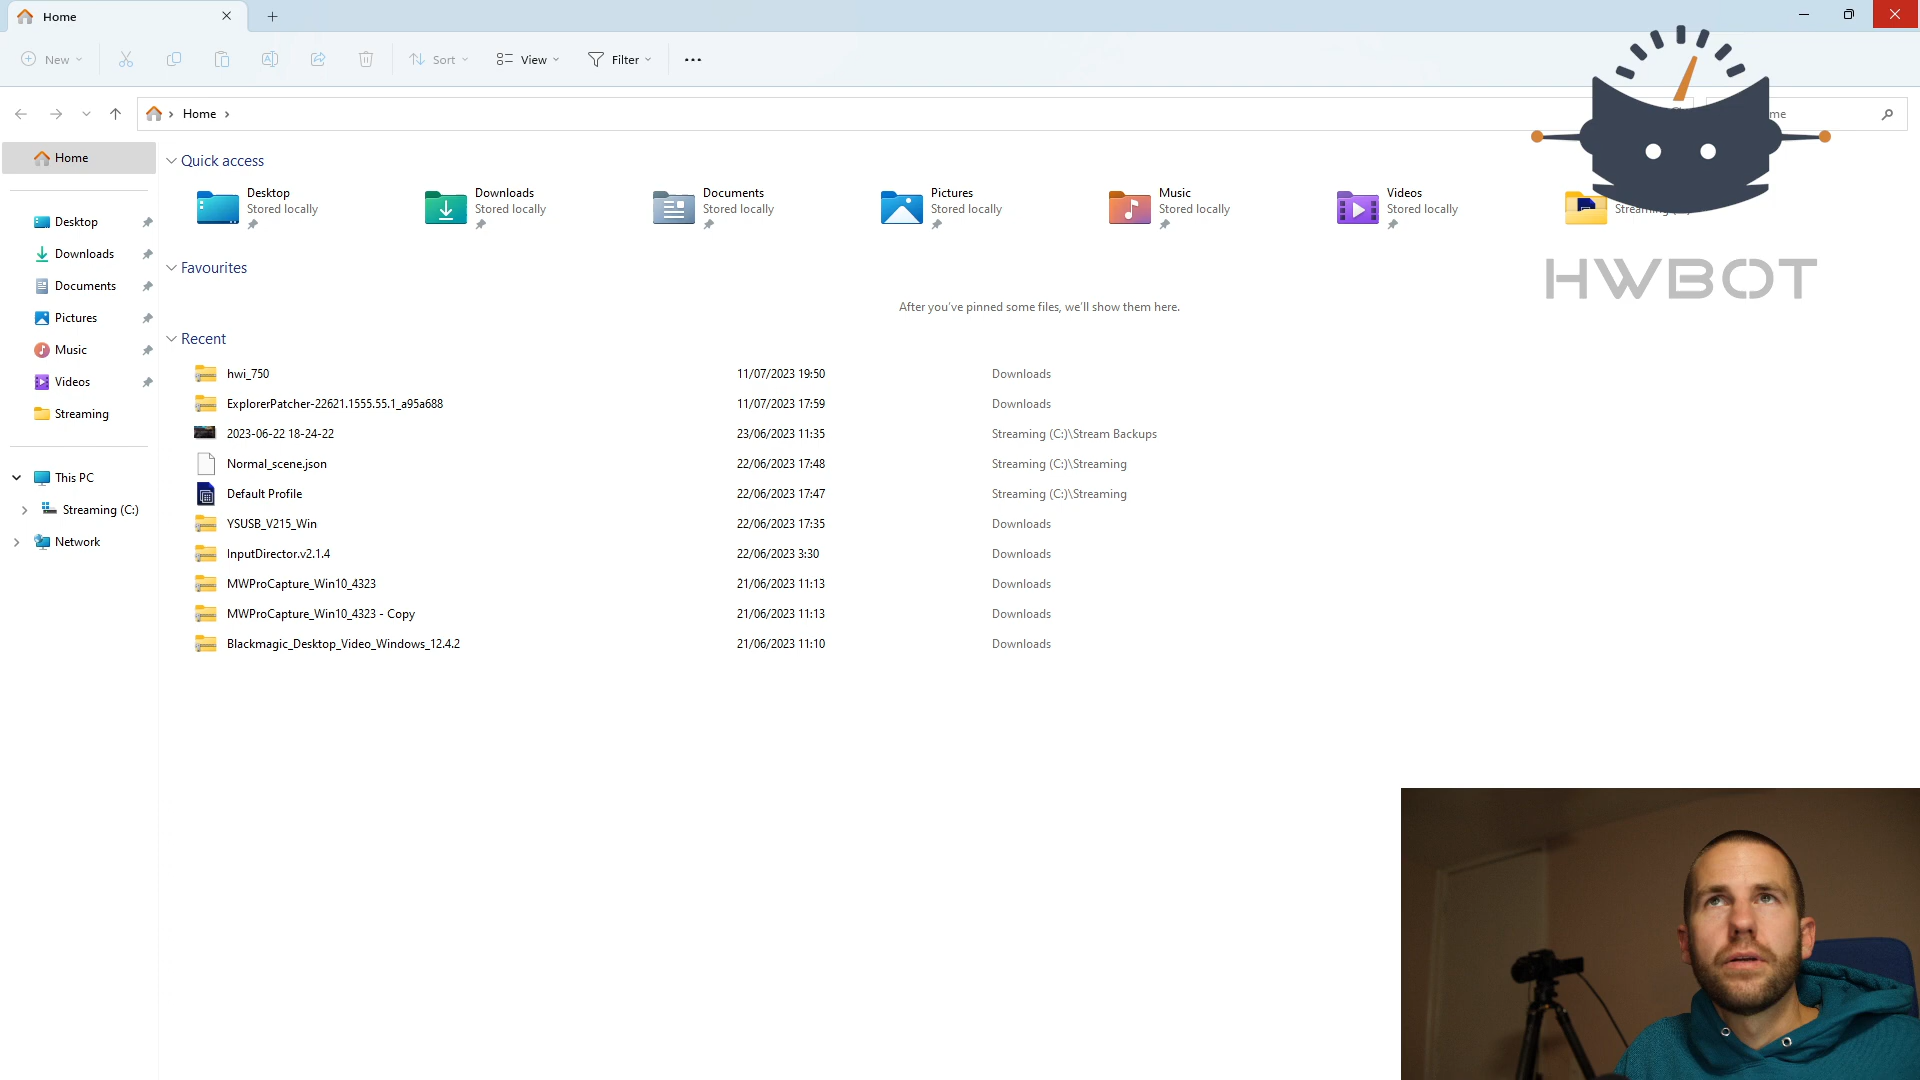 Home
New
Sort
View
Filter
Home
me
Home
Desktop
Downloads
Documents
Pictures
Music
Videos
Streaming
This PC
Streaming (C:)
Network
Quick access
Desktop
Stored locally
Downloads
Stored locally
Documents
Stored locally
Pictures
Stored locally
Music
Stored locally
Videos
Stored locally
HWBOT
Favourites
After you've pinned some files, we'll show them here.
Recent
hwi_750 11/07/2023 19:50 Downloads
ExplorerPatcher-22621.1555.55.1_a95a688 11/07/2023 17:59 Downloads
2023-06-22 18-24-22 23/06/2023 11:35 Streaming (C:)\Stream Backups
Normal_scene.json 22/06/2023 17:48 Streaming (C:)\Streaming
Default Profile 22/06/2023 17:47 Streaming (C:)\Streaming
YSUSB_V215_Win 22/06/2023 17:35 Downloads
InputDirector.v2.1.4 22/06/2023 3:30 Downloads
MWProCapture_Win10_4323 21/06/2023 11:13 Downloads
MWProCapture_Win10_4323 - Copy 21/06/2023 11:13 Downloads
Blackmagic_Desktop_Video_Windows_12.4.2 21/06/2023 11:10 Downloads